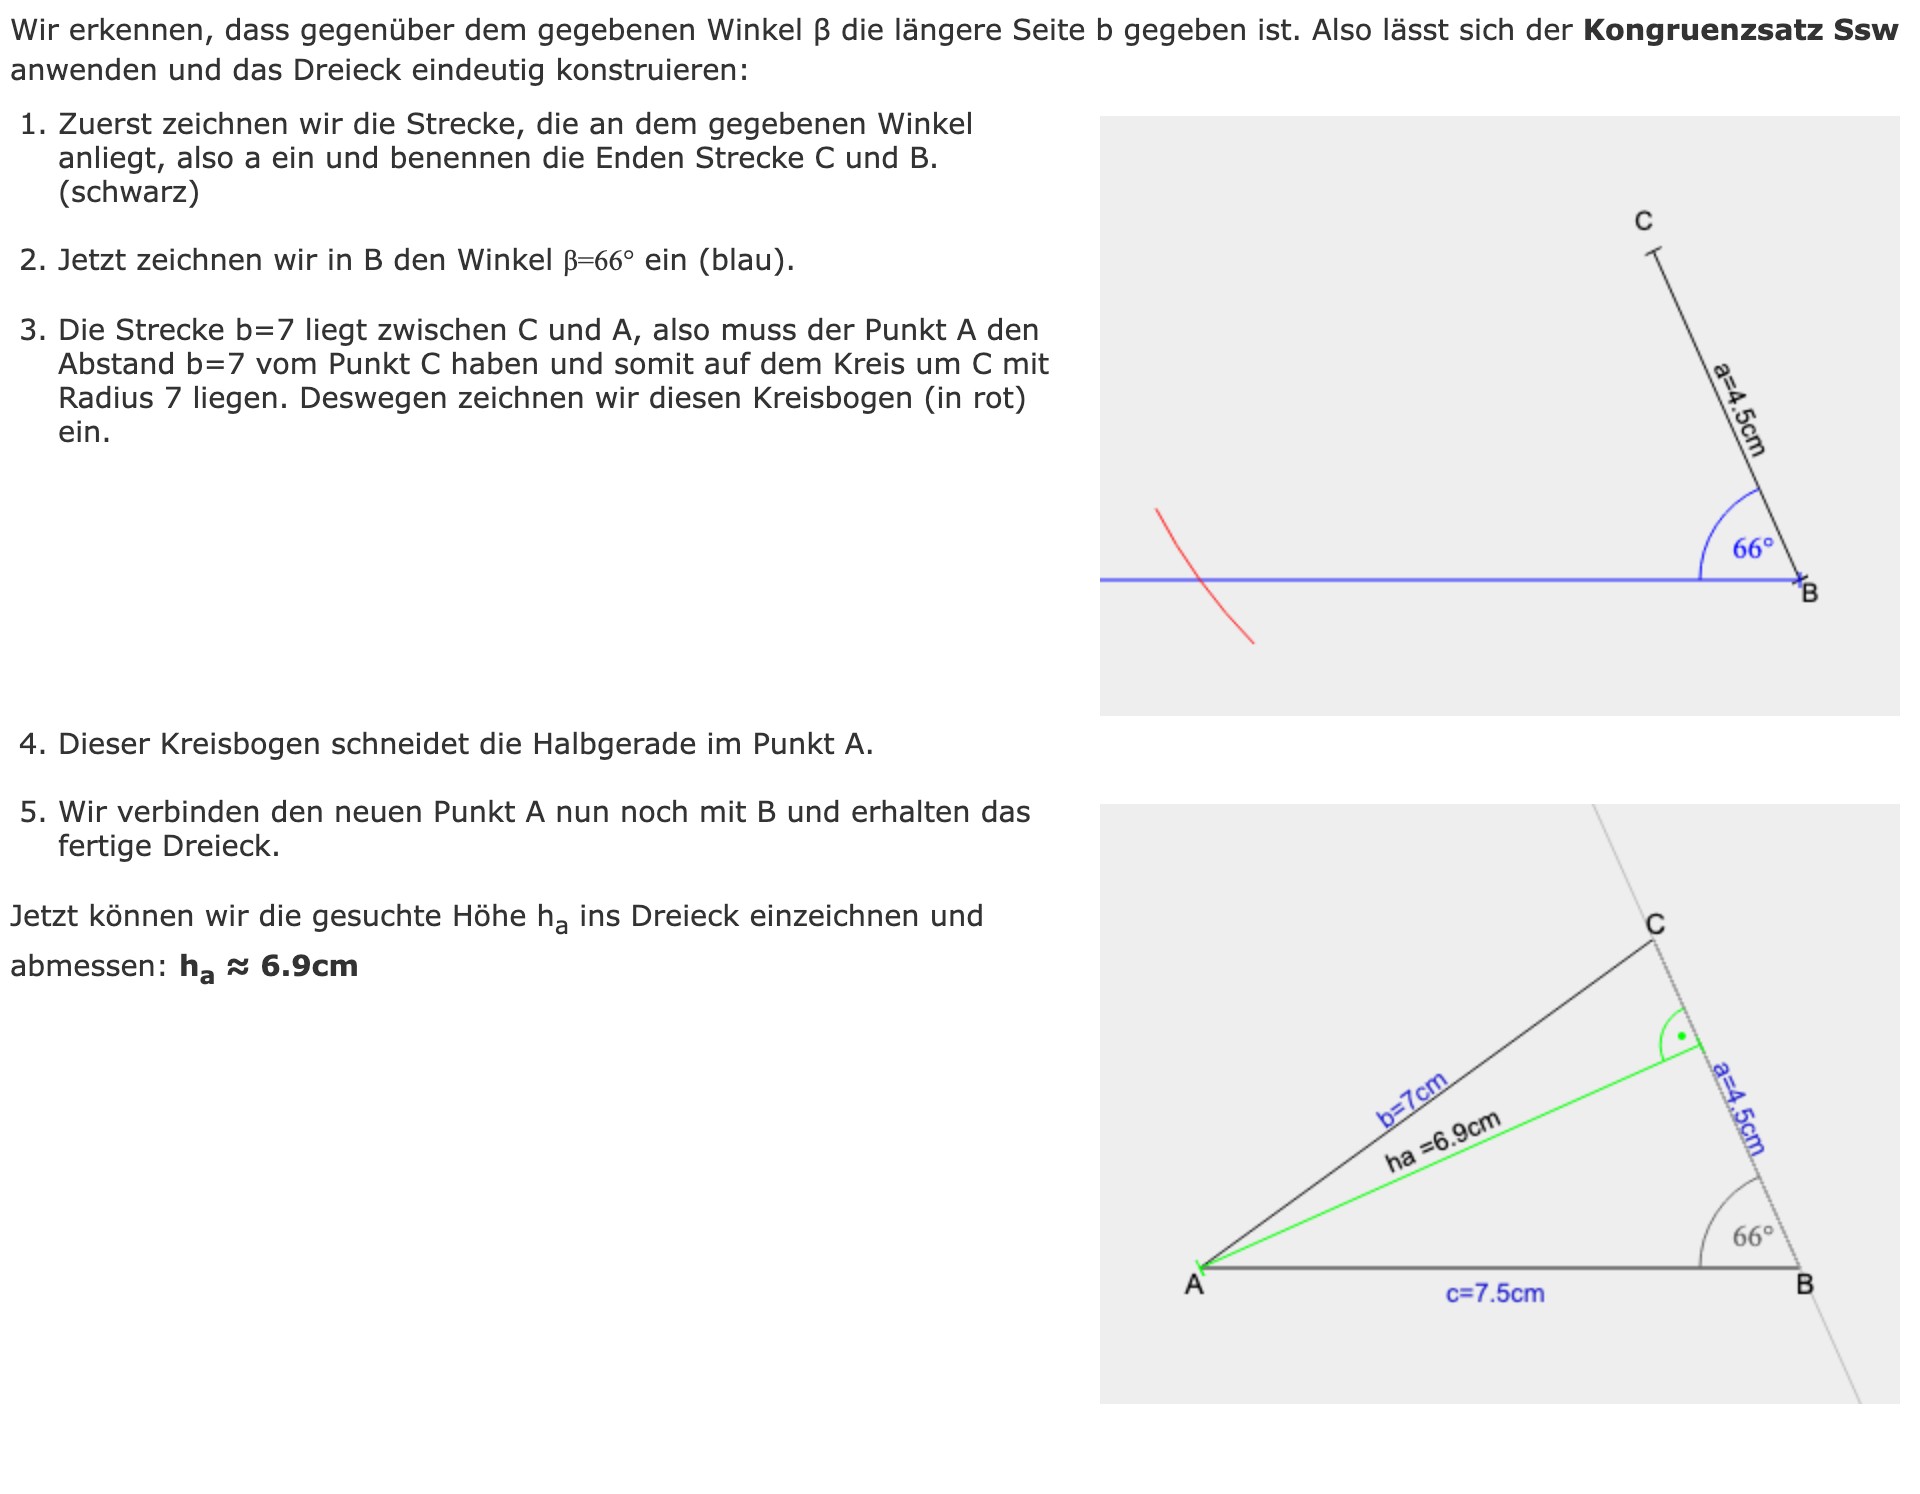 Wir erkennen, dass gegenüber dem gegebenen Winkel β die längere Seite b gegeben ist. Also lässt sich der Kongruenzsatz Ssw
anwenden und das Dreieck eindeutig konstruieren:
1. Zuerst zeichnen wir die Strecke, die an dem gegebenen Winkel
anliegt, also a ein und benennen die Enden Strecke C und B.
(schwarz)
2. Jetzt zeichnen wir in B den Winkel β=66° ein (blau).
3. Die Strecke b=7 liegt zwischen C und A, also muss der Punkt A den
Abstand b=7 vom Punkt C haben und somit auf dem Kreis um C mit
Radius 7 liegen. Deswegen zeichnen wir diesen Kreisbogen (in rot)
ein.
C
a=4.5cm
66°
B
4. Dieser Kreisbogen schneidet die Halbgerade im Punkt A.
5. Wir verbinden den neuen Punkt A nun noch mit B und erhalten das
fertige Dreieck.
Jetzt können wir die gesuchte Höhe ha ins Dreieck einzeichnen und
abmessen: ha ≈ 6.9cm
C
b=7cm
ha =6.9cm
a=4.5cm
66°
A
B
c=7.5cm